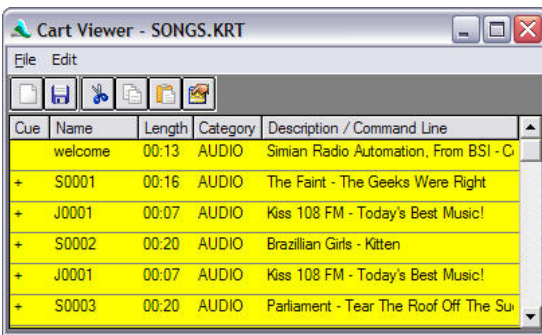 Cart Viewer - SONGS.KRT
File Edit
Cue Name Length Category Description / Command Line
welcome 00:13 AUDIO Simian Radio Automation, From BSI -
+ S0001 00:16 AUDIO The Faint - The Geeks Were Right
+ J0001 00:07 AUDIO Kiss 108 FM - Today's Best Music!
+ S0002 00:20 AUDIO Brazillian Girls - Kitten
+ J0001 00:07 AUDIO Kiss 108 FM - Today's Best Music!
+ S0003 00:20 AUDIO Parliament - Tear The Roof Off The